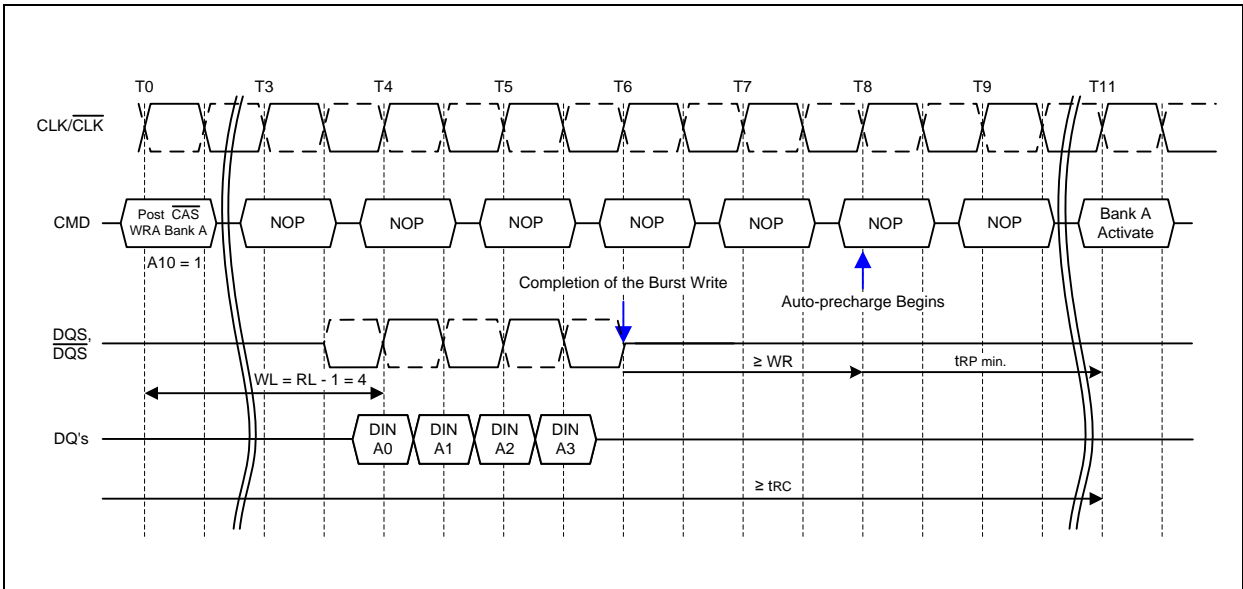 T0 T3 T4 T5 T6 T7 T8 T9 T11
CLK/CLK
CMD
Post CAS
WRA Bank A
NOP NOP NOP NOP NOP NOP NOP
Bank A
Activate
A10 = 1
Completion of the Burst Write
Auto-precharge Begins
DQS,
DQS
≥ WR
tRP min.
WL = RL - 1 = 4
DQ's
DIN
A0
DIN
A1
DIN
A2
DIN
A3
≥ tRC